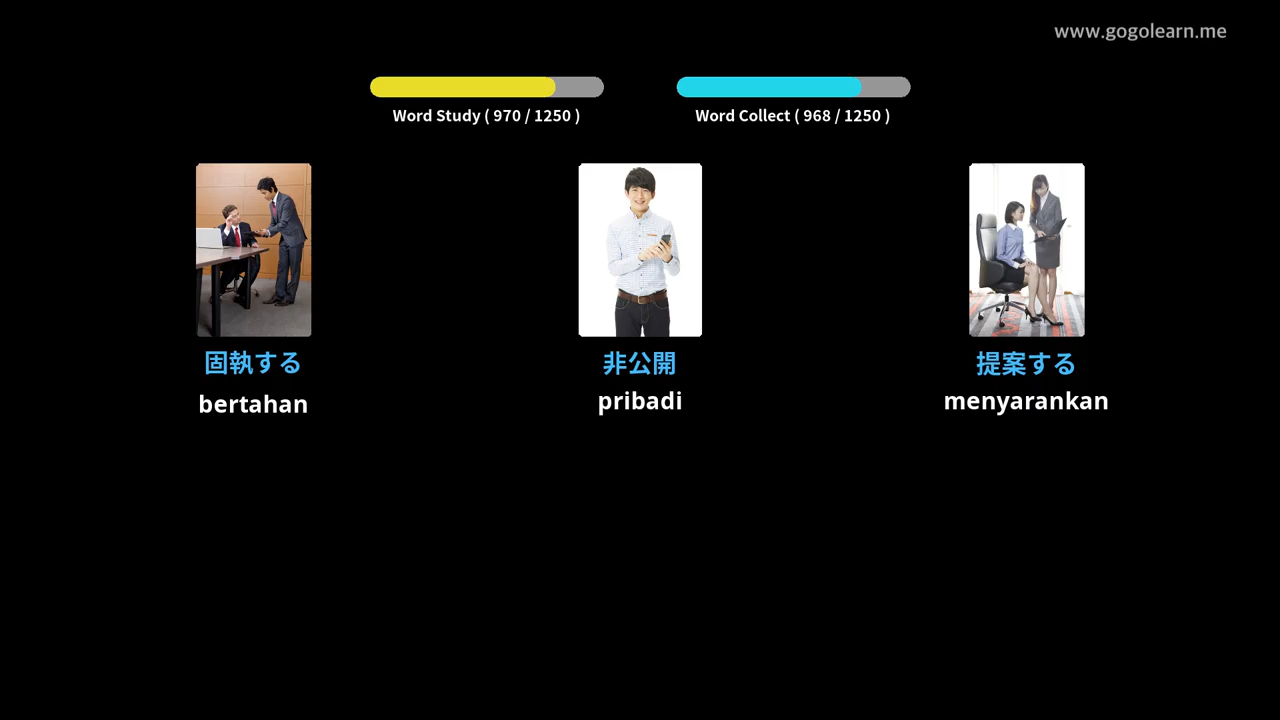 www.gogolearn.me
Word Study ( 970 / 1250 )
Word Collect ( 968 / 1250 )
固執する
非公開
提案する
bertahan
pribadi
menyarankan